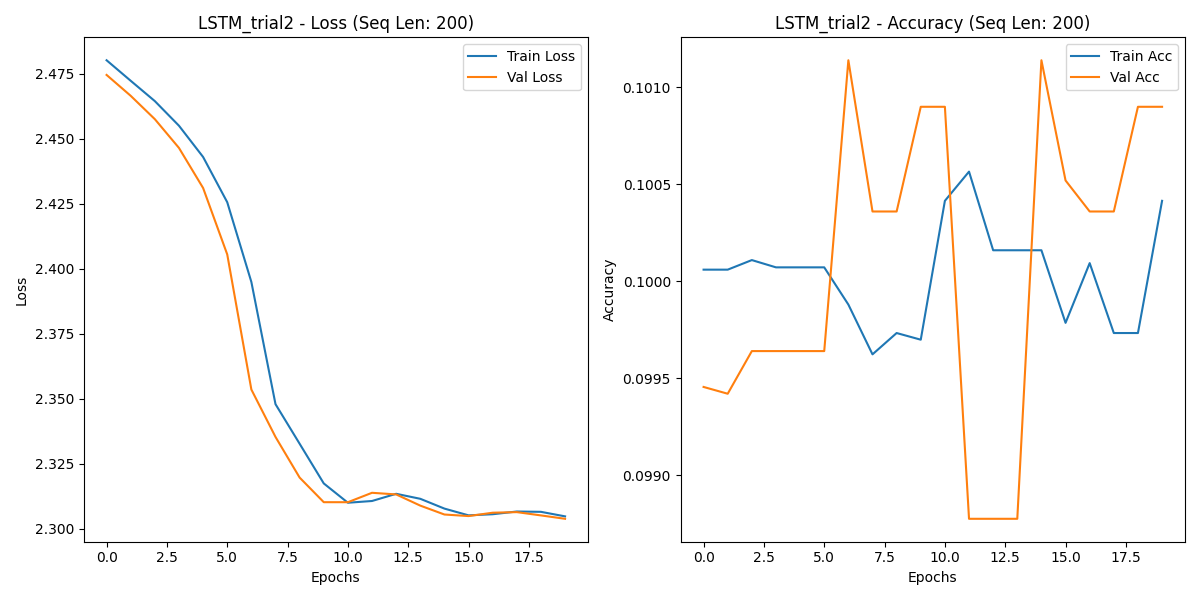 LSTM_trial2 - Loss (Seq Len: 200)
Train Loss
Val Loss
2.475
2.450
2.425
2.400
2.375
2.350
2.325
2.300
Loss
0.0
2.5
5.0
7.5
10.0
12.5
15.0
17.5
Epochs
LSTM_trial2 - Accuracy (Seq Len: 200)
Train Acc
Val Acc
0.1010
0.1005
0.1000
0.0995
0.0990
Accuracy
0.0
2.5
5.0
7.5
10.0
12.5
15.0
17.5
Epochs